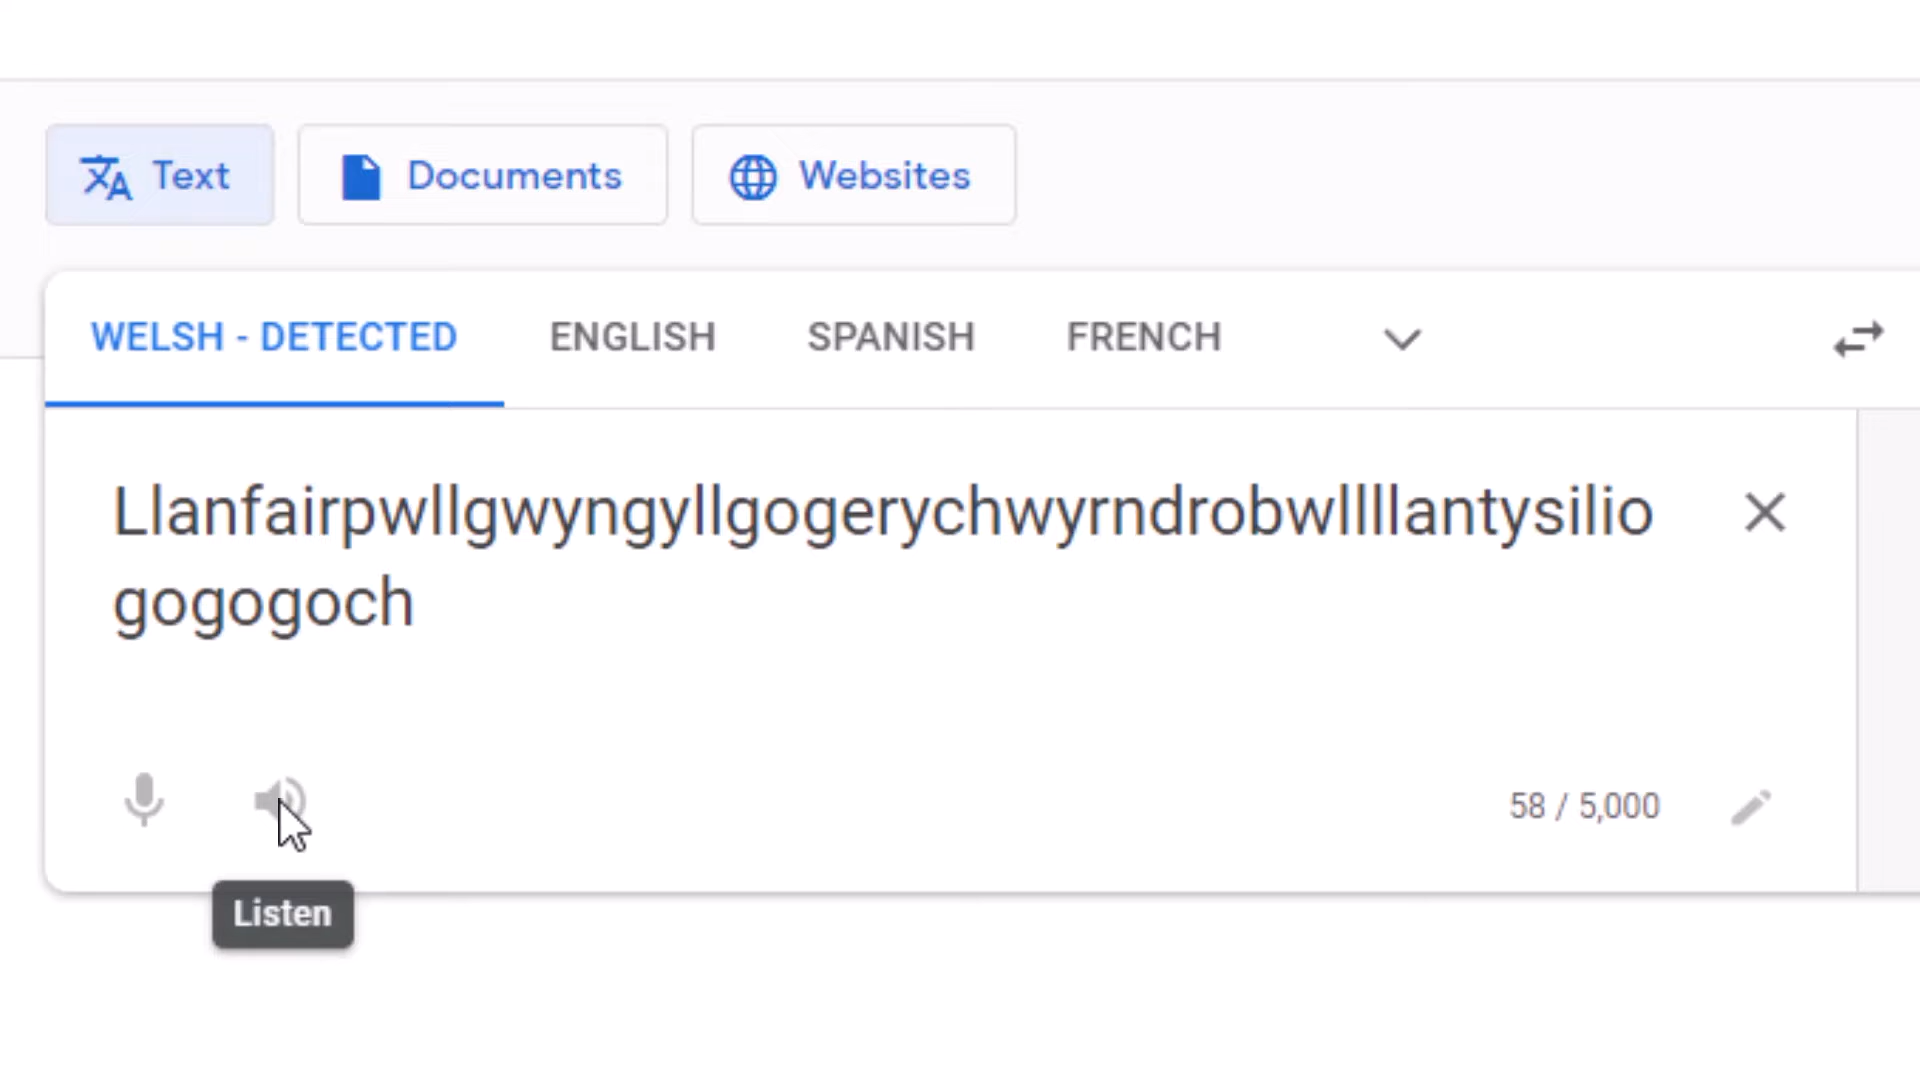 Text Documents Websites
WELSH - DETECTED ENGLISH SPANISH FRENCH
Llanfairpwllgwyngyllgogerychwyrndrobwllllantysilio
gogogoch
58 / 5,000
Listen